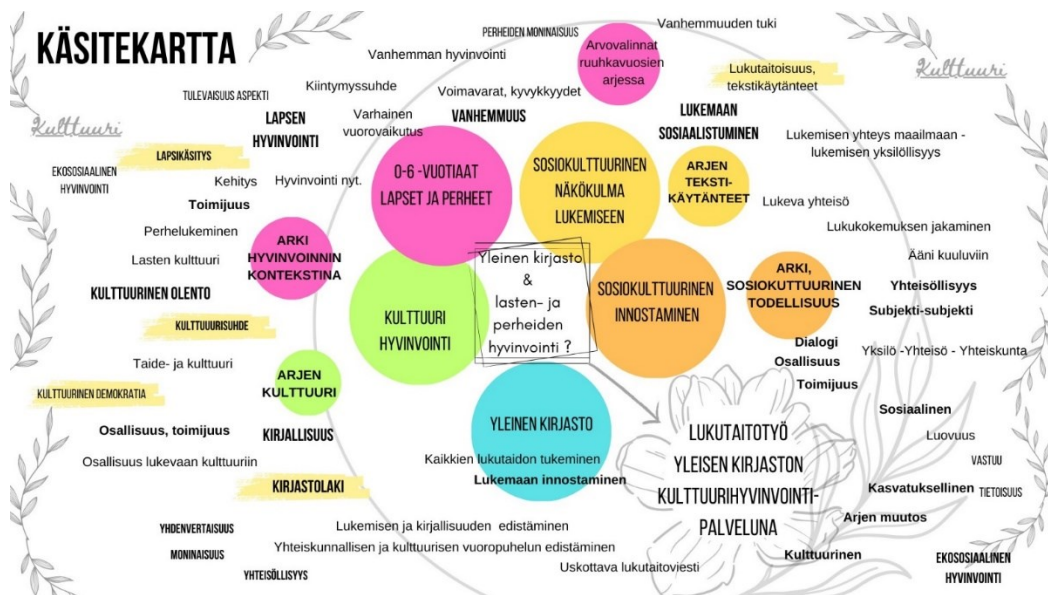 KÄSITEKARTTA
Kulttuuri
Kulttuuri
PERHEIDEN MONINAISUUS
Vanhemmuuden tuki
Vanhemman hyvinvointi
Arvovalinnat
ruuhkavuosien
arjessa
Lukutaitoisuus,
tekstikäytänteet
Kiintymyssuhde
Voimavarat, kyvykkyydet
TULEVAISUUS ASPEKTI
LAPSEN
HYVINVOINTI
Varhainen
vuorovaikutus
VANHEMMUUS
LUKEMAAN
SOSIAALISTUMINEN
Lukemisen yhteys maailmaan -
lukemisen yksilöllisyys
LAPSIKÄSITYS
EKOSOSIAALINEN
HYVINVOINTI
Kehitys
Hyvinvointi nyt.
Toimijuus
0-6 -VUOTIAAT
LAPSET JA PERHEET
SOSIOKULTTUURINEN
NÄKÖKULMA
LUKEMISEEN
ARJEN
TEKSTI-
KÄYTÄNTEET
Lukeva yhteisö
Lukukokemuksen jakaminen
Perhelukeminen
Lasten kulttuuri
ARKI
HYVINVOINNIN
KONTEKSTINA
Ääni kuuluviin
KULTTUURINEN OLENTO
Yleinen kirjasto
&
lasten- ja
perheiden
hyvinvointi ?
KULTTUURI
HYVINVOINTI
SOSIOKULTTUURINEN
INNOSTAMINEN
ARKI,
SOSIOKUTTUURINEN
TODELLISUUS
Yhteisöllisyys
Subjekti-subjekti
KULTTUURISUHDE
Taide- ja kulttuuri
Dialogi
Osallisuus
Toimijuus
Yksilö -Yhteisö - Yhteiskunta
ARJEN
KULTTUURI
KULTTUURINEN DEMOKRATIA
Osallisuus, toimijuus
KIRJALLISUUS
Osallisuus lukevaan kulttuuriin
KIRJASTOLAKI
YLEINEN KIRJASTO
Kaikkien lukutaidon tukeminen
Lukemaan innostaminen
LUKUTAITOTYÖ
YLEISEN KIRJASTON
KULTTUURIHYVINVOINTI-
PALVELUNA
Sosiaalinen
Luovuus
VASTUU
Kasvatuksellinen
TIETOISUUS
Arjen muutos
Kulttuurinen
EKOSOSIAALINEN
HYVINVOINTI
YHDENVERTAISUUS
MONINAISUUS
YHTEISÖLLISYYS
Lukemisen ja kirjallisuuden edistäminen
Yhteiskunnallisen ja kulttuurisen vuoropuhelun edistäminen
Uskottava lukutaitoviesti